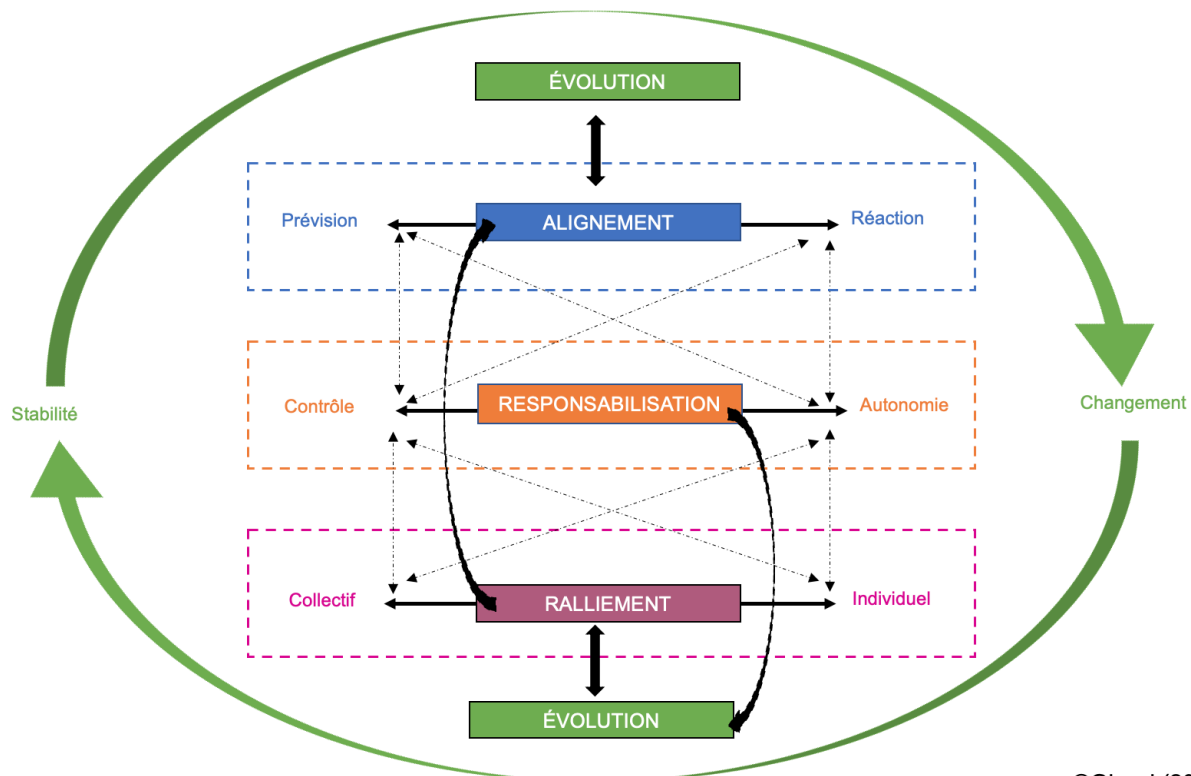 ÉVOLUTION
Prévision
ALIGNEMENT
Réaction
Contrôle
RESPONSABILISATION
Autonomie
Stabilité
Changement
Collectif
RALLIEMENT
Individuel
ÉVOLUTION